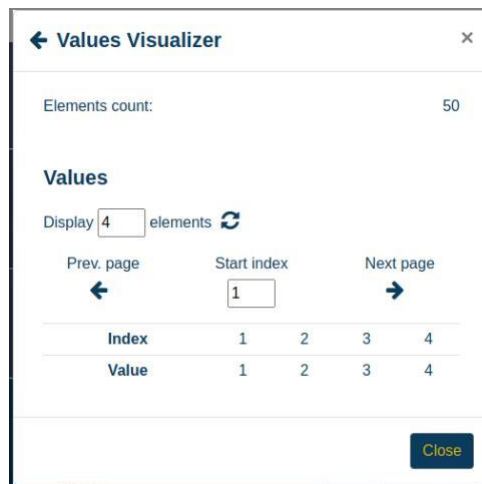 Values Visualizer ×
Elements count: 50
Values
Display 4 elements
Prev. page Start index Next page
1
Index 1 2 3 4
Value 1 2 3 4
Close